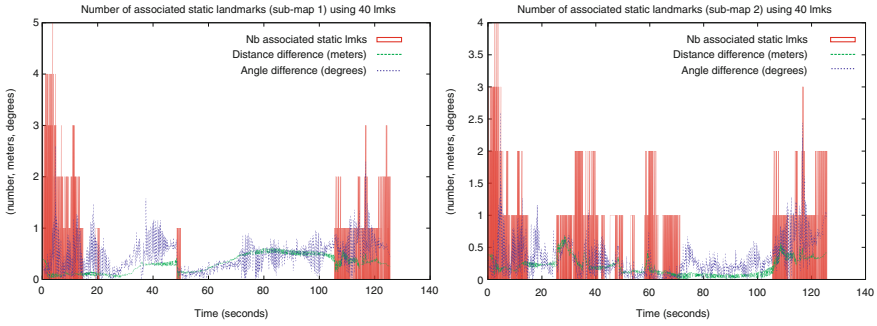 Number of associated static landmarks (sub-map 1) using 40 lmks
5
4
3
2
1
0
0 20 40 60 80 100 120 140
(number, meters, degrees)
Time (seconds)
Nb associated static lmks
Distance difference (meters)
Angle difference (degrees)
Number of associated static landmarks (sub-map 2) using 40 lmks
4
3.5
3
2.5
2
1.5
1
0.5
0
0 20 40 60 80 100 120 140
(number, meters, degrees)
Time (seconds)
Nb associated static lmks
Distance difference (meters)
Angle difference (degrees)